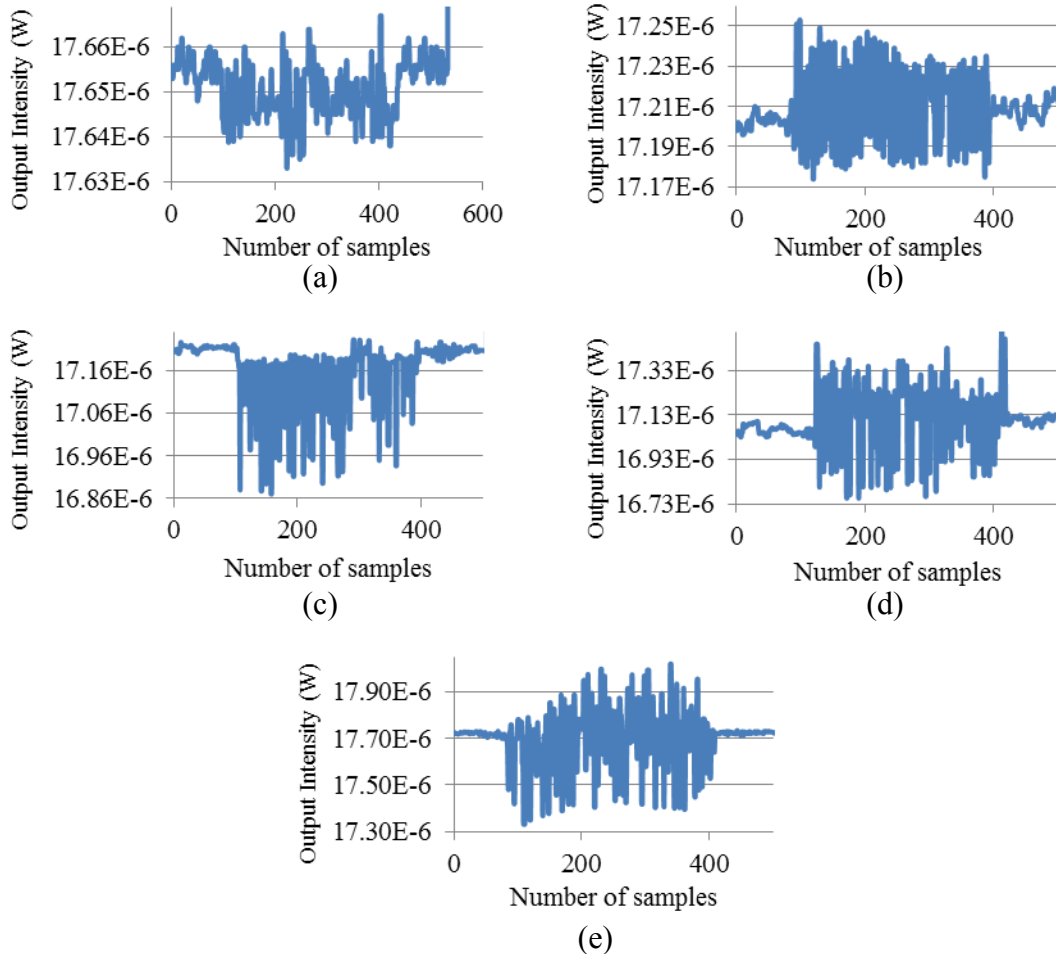 Output Intensity (W)
17.66E-6
17.65E-6
17.64E-6
17.63E-6
0 200 400 600
Number of samples
(a)
Output Intensity (W)
17.25E-6
17.23E-6
17.21E-6
17.19E-6
17.17E-6
0 200 400
Number of samples
(b)
Output Intensity (W)
17.16E-6
17.06E-6
16.96E-6
16.86E-6
0 200 400
Number of samples
(c)
Output Intensity (W)
17.33E-6
17.13E-6
16.93E-6
16.73E-6
0 200 400
Number of samples
(d)
Output Intensity (W)
17.90E-6
17.70E-6
17.50E-6
17.30E-6
0 200 400
Number of samples
(e)